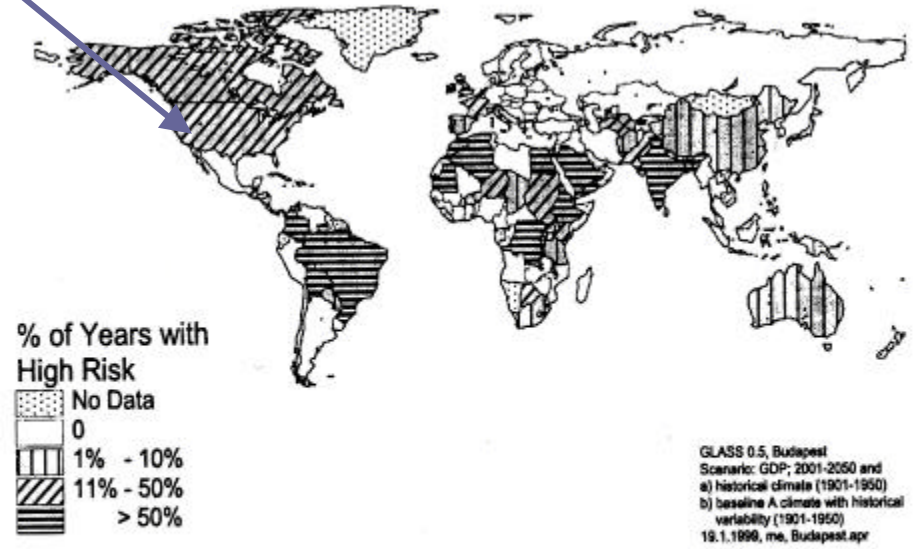 % of Years with
High Risk
No Data
0
1% - 10%
11% - 50%
> 50%
GLASS 0.5, Budapest
Scenario: GDP; 2001-2050 and
a) historical climate (1901-1950)
b) baseline A climate with historical
variability (1901-1950)
19.1.1999, me, Budapest.apr